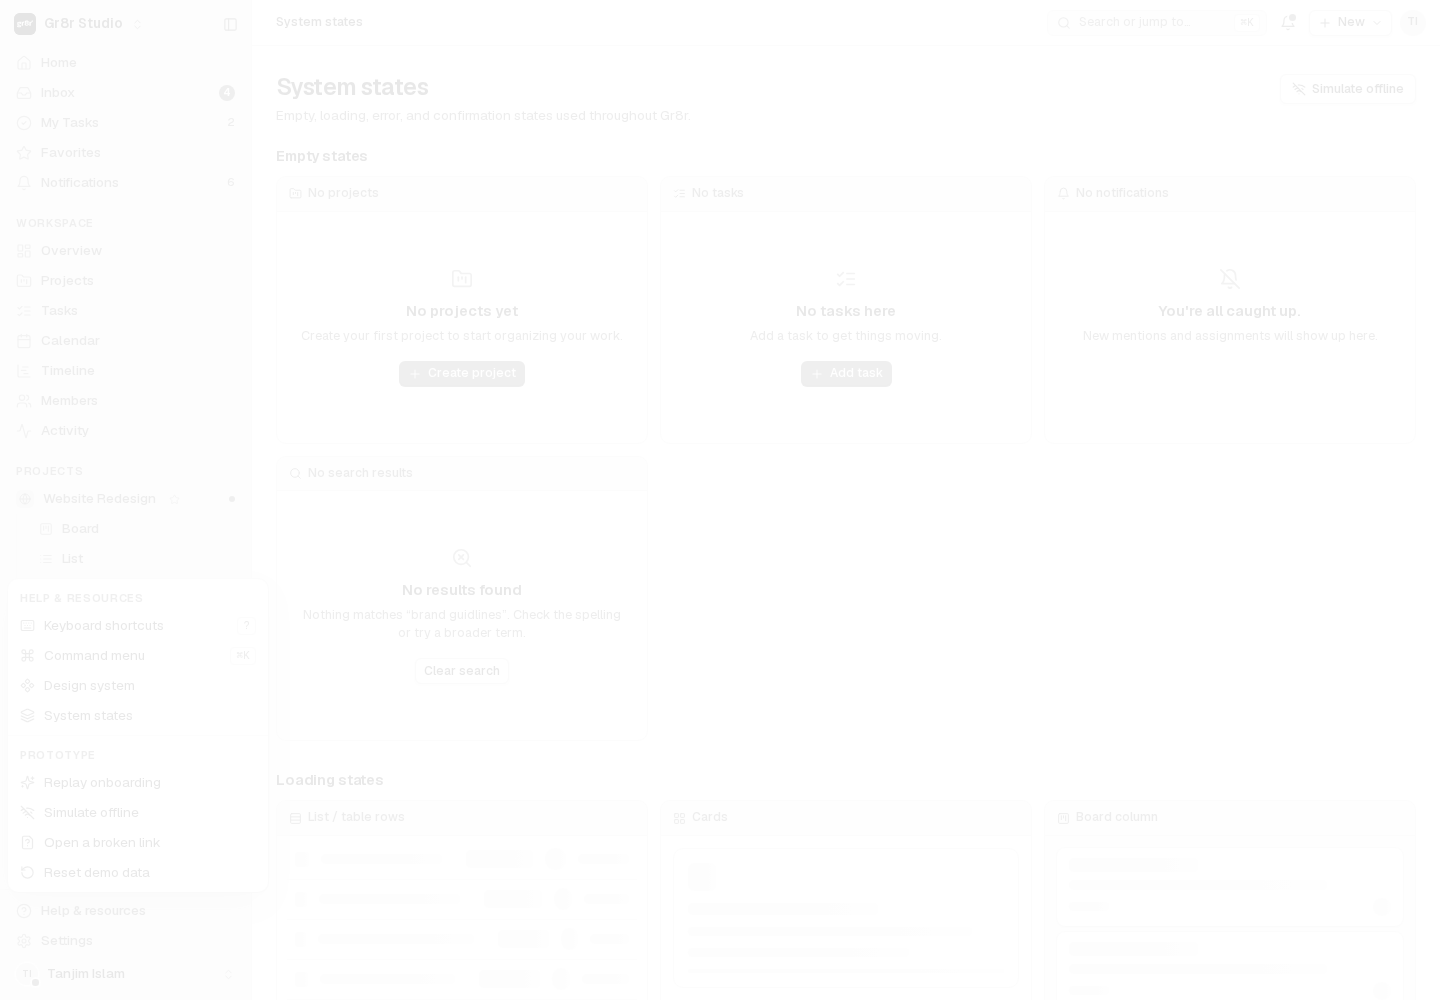 Gr8r Studio
Home
Inbox 4
My Tasks 2
Favorites
Notifications 6
WORKSPACE
Overview
Projects
Tasks
Calendar
Timeline
Members
Activity
PROJECTS
Website Redesign
Board
List
HELP & RESOURCES
Keyboard shortcuts ?
Command menu ⌘K
Design system
System states
PROTOTYPE
Replay onboarding
Simulate offline
Open a broken link
Reset demo data
Help & resources
Settings
TI Tanjim Islam
System states
Search or jump to... ⌘K
New
TI
System states
Simulate offline
Empty, loading, error, and confirmation states used throughout Gr8r.
Empty states
No projects
No projects yet
Create your first project to start organizing your work.
Create project
No tasks
No tasks here
Add a task to get things moving.
Add task
No notifications
You're all caught up.
New mentions and assignments will show up here.
No search results
No results found
Nothing matches "brand guidlines". Check the spelling
or try a broader term.
Clear search
Loading states
List / table rows
Cards
Board column